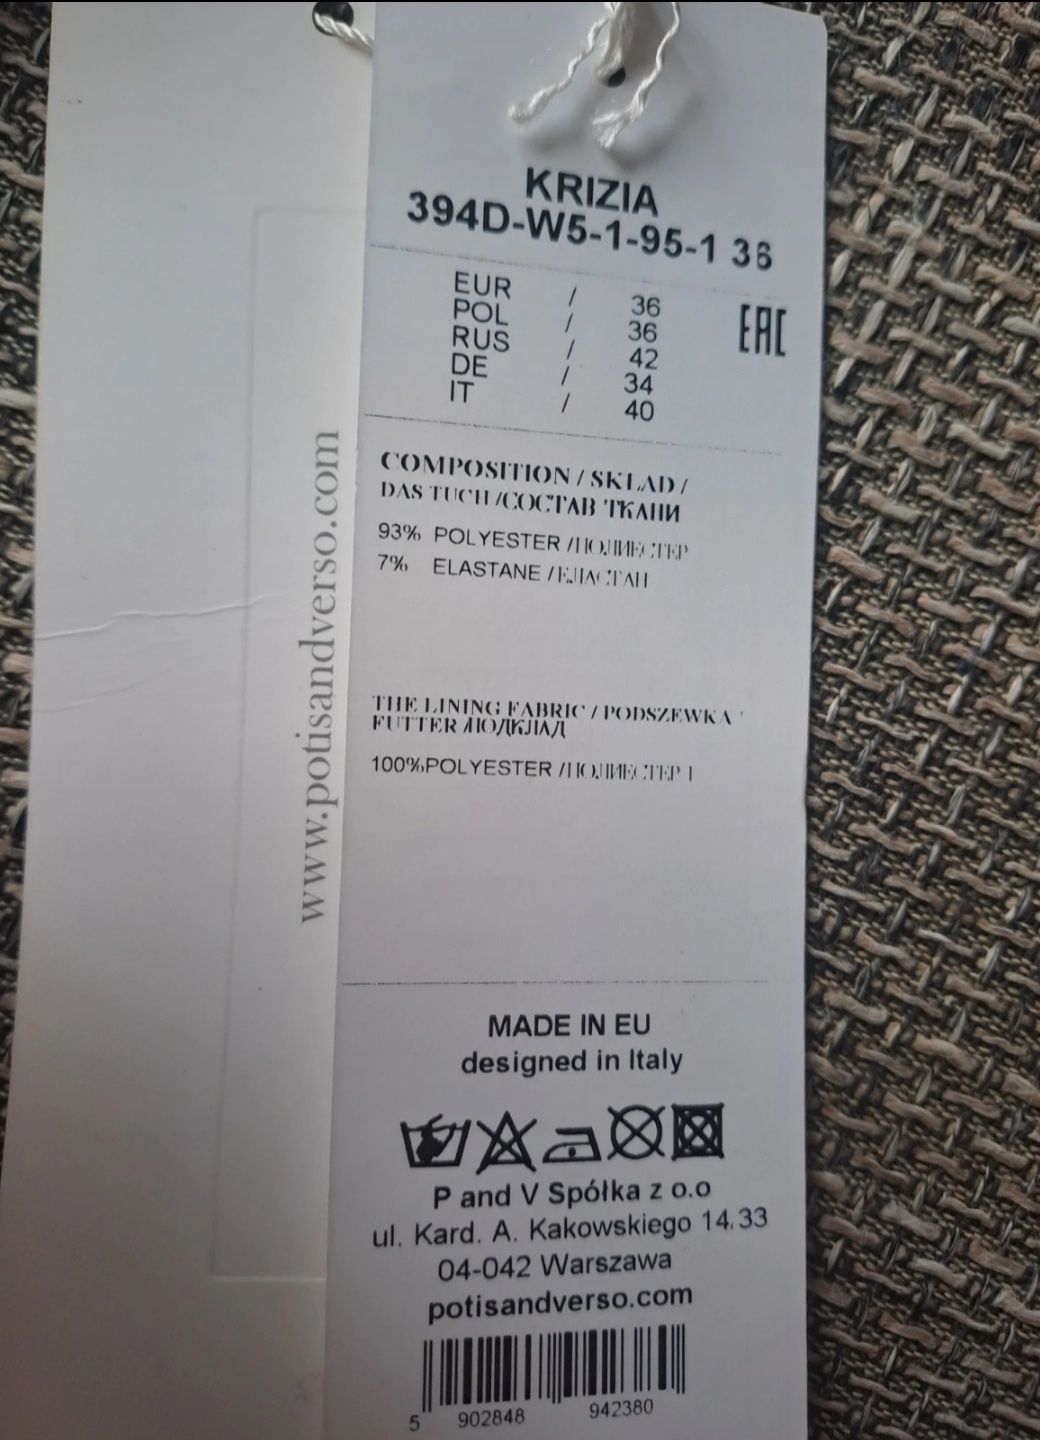 KRIZIA
394D-W5-1-95-1 36
EUR / 36
POL / 36
RUS / 42
DE / 34
IT / 40
EAC
COMPOSITION / SKŁAD /
DAS TUCH /СОСТАВ ТКАНИ
93% POLYESTER /ПОЛИЕСТЕР
7% ELASTANE /ЕЛАСТАН
THE LINING FABRIC / PODSZEWKA
FUTTER /ПОДКЛАД
100%POLYESTER /ПОЛИЕСТЕР
MADE IN EU
designed in Italy
P and V Spółka z o.o
ul. Kard. A. Kakowskiego 14.33
04-042 Warszawa
potisandverso.com
5 902848 942380
www.potisandverso.com